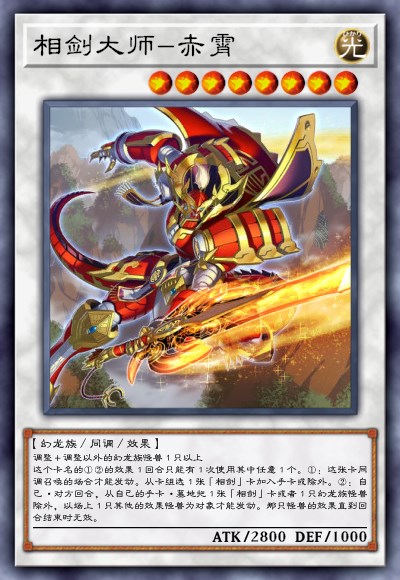 相剑大师-赤霄
ひかり
光
【幻龙族/同调/效果】
调整+调整以外的幻龙族怪兽1只以上
这个卡名的①②的效果1回合只能有1次使用其中任意1个。①：这张卡同
调召唤的场合才能发动。从卡组选1张「相剑」卡加入手卡或除外。②：自
己·对方回合，从自己的手卡·墓地把1张「相剑」卡或者1只幻龙族怪兽
除外，以场上1只其他的效果怪兽为对象才能发动。那只怪兽的效果直到回
合结束时无效。
ATK/2800 DEF/1000